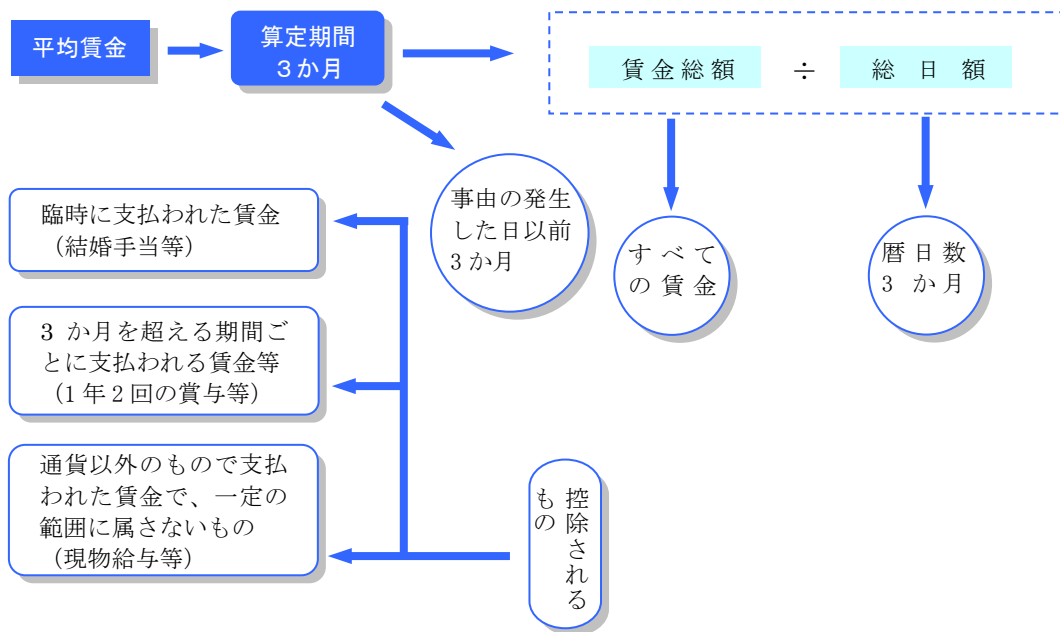 平均賃金
算定期間
3か月
賃金総額 ÷ 総日額
事由の発生
した日以前
3か月
すべて
の賃金
暦日数
3か月
臨時に支払われた賃金
（結婚手当等）
3か月を超える期間ご
とに支払われる賃金等
（1年2回の賞与等）
通貨以外のもので支払
われた賃金で、一定の
範囲に属さないもの
（現物給与等）
控除される
もの